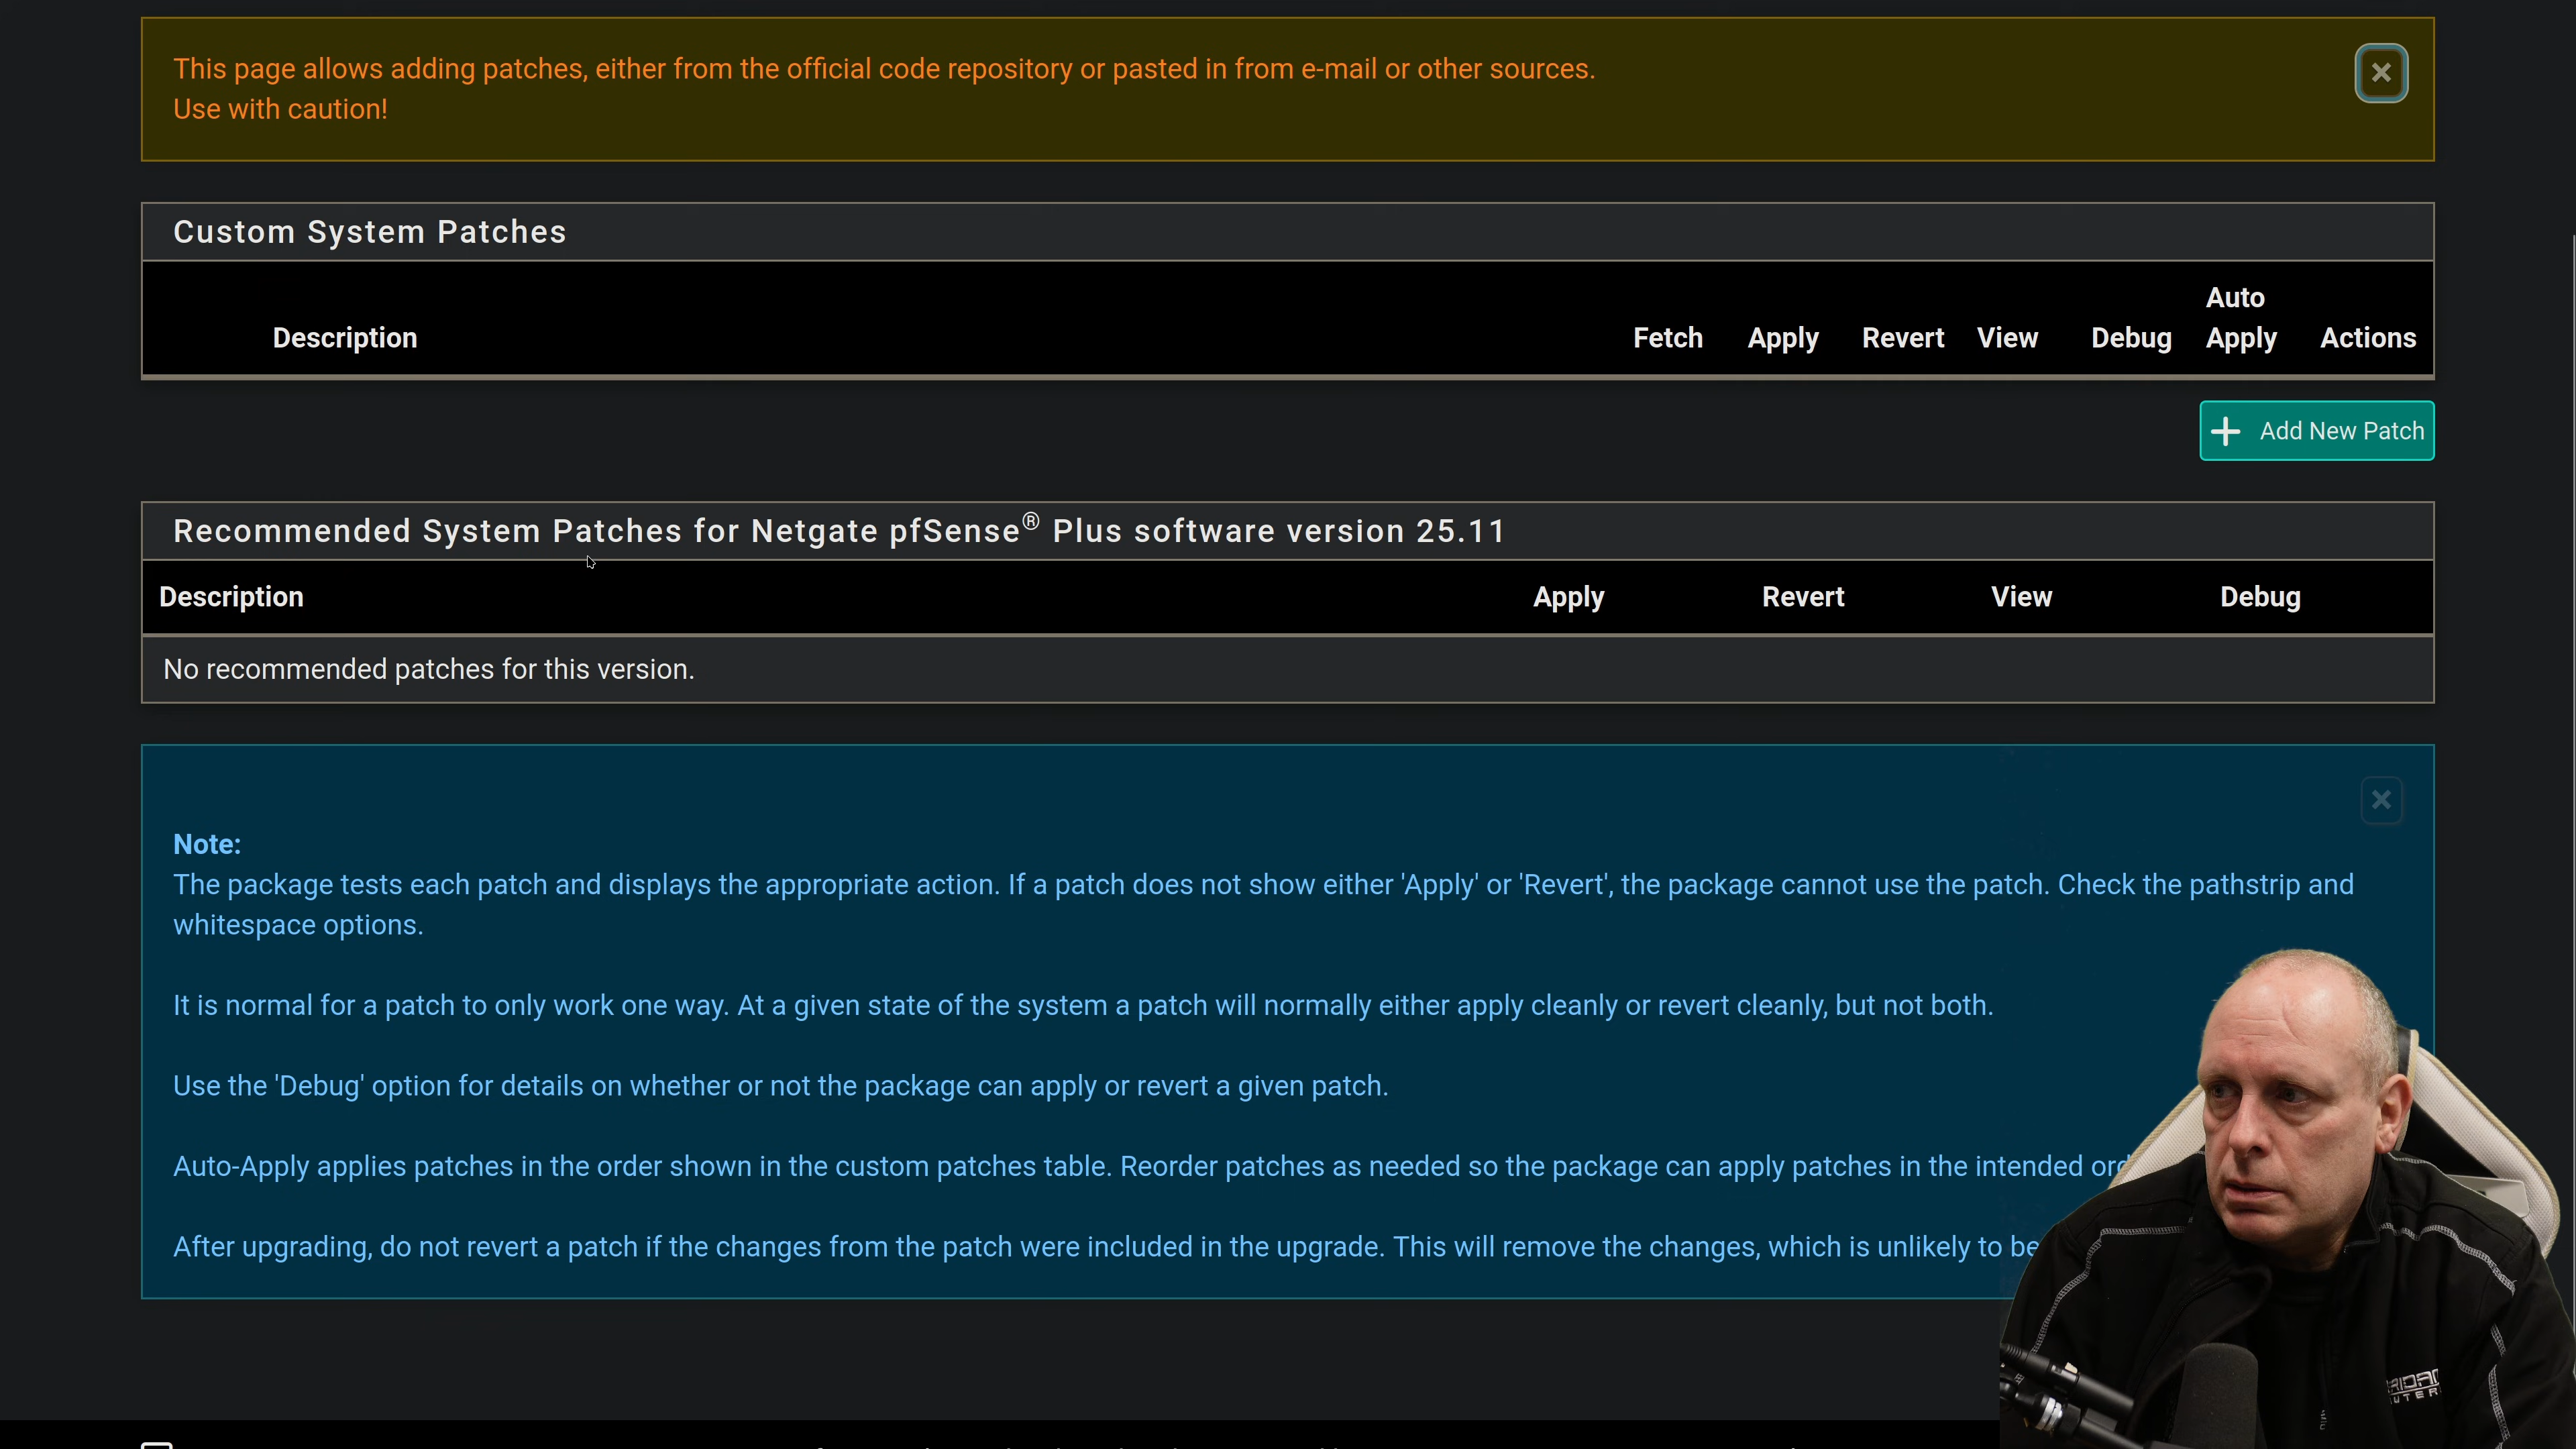 This page allows adding patches, either from the official code repository or pasted in from e-mail or other sources.
Use with caution!
Custom System Patches
Description Fetch Apply Revert View Debug Auto Apply Actions
Add New Patch
Recommended System Patches for Netgate pfSense® Plus software version 25.11
Description Apply Revert View Debug
No recommended patches for this version.
Note:
The package tests each patch and displays the appropriate action. If a patch does not show either 'Apply' or 'Revert', the package cannot use the patch. Check the pathstrip and
whitespace options.
It is normal for a patch to only work one way. At a given state of the system a patch will normally either apply cleanly or revert cleanly, but not both.
Use the 'Debug' option for details on whether or not the package can apply or revert a given patch.
Auto-Apply applies patches in the order shown in the custom patches table. Reorder patches as needed so the package can apply patches in the intended
After upgrading, do not revert a patch if the changes from the patch were included in the upgrade. This will remove the changes, which is unlikely to be